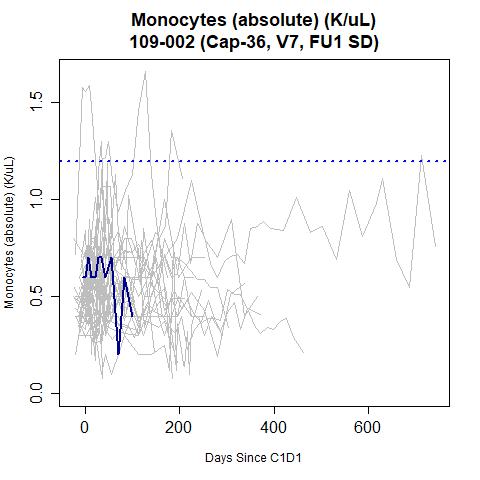 Monocytes (absolute) (K/uL)
109-002 (Cap-36, V7, FU1 SD)
Monocytes (absolute) (K/uL)
1.5
1.0
0.5
0.0
0 200 400 600
Days Since C1D1